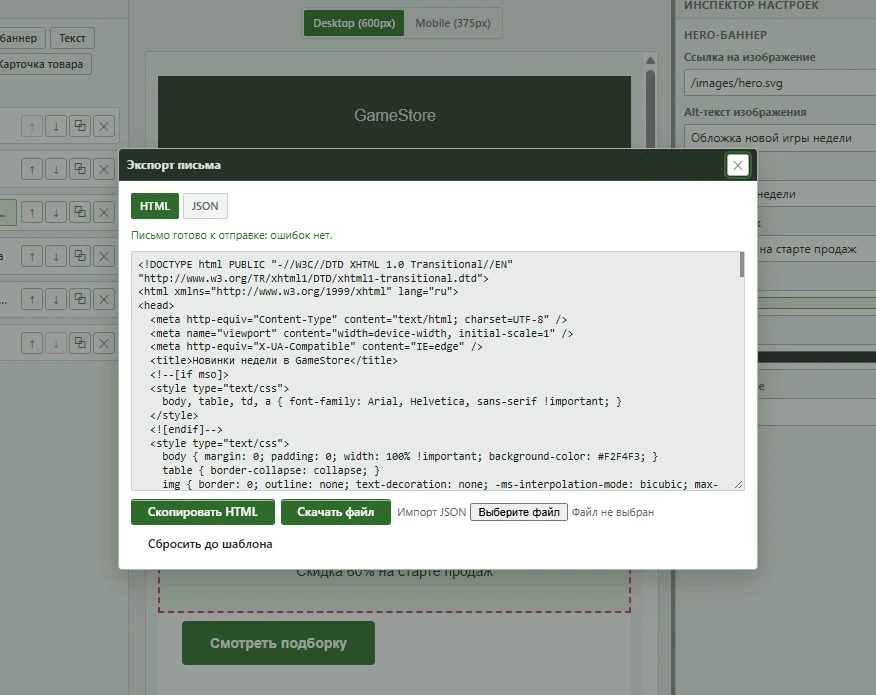 Desktop (600px)
Mobile (375px)
ИНСПЕКТОР НАСТРОЕК
баннер
Текст
Карточка товара
HERO-БАННЕР
Ссылка на изображение
/images/hero.svg
Alt-текст изображения
Обложка новой игры недели
GameStore
недели
на старте продаж
Экспорт письма
HTML
JSON
Письмо готово к отправке: ошибок нет.
<!DOCTYPE html PUBLIC "-//W3C//DTD XHTML 1.0 Transitional//EN"
"http://www.w3.org/TR/xhtml1/DTD/xhtml1-transitional.dtd">
<html xmlns="http://www.w3.org/1999/xhtml" lang="ru">
<head>
<meta http-equiv="Content-Type" content="text/html; charset=UTF-8" />
<meta name="viewport" content="width=device-width, initial-scale=1" />
<meta http-equiv="X-UA-Compatible" content="IE=edge" />
<title>Новинки недели в GameStore</title>
<!--[if mso]>
<style type="text/css">
body, table, td, a { font-family: Arial, Helvetica, sans-serif !important; }
</style>
<![endif]-->
<style type="text/css">
body { margin: 0; padding: 0; width: 100% !important; background-color: #F2F4F3; }
table { border-collapse: collapse; }
img { border: 0; outline: none; text-decoration: none; -ms-interpolation-mode: bicubic; max-
Скопировать HTML
Скачать файл
Импорт JSON
Выберите файл
Файл не выбран
Сбросить до шаблона
Скидка 60% на старте продаж
Смотреть подборку